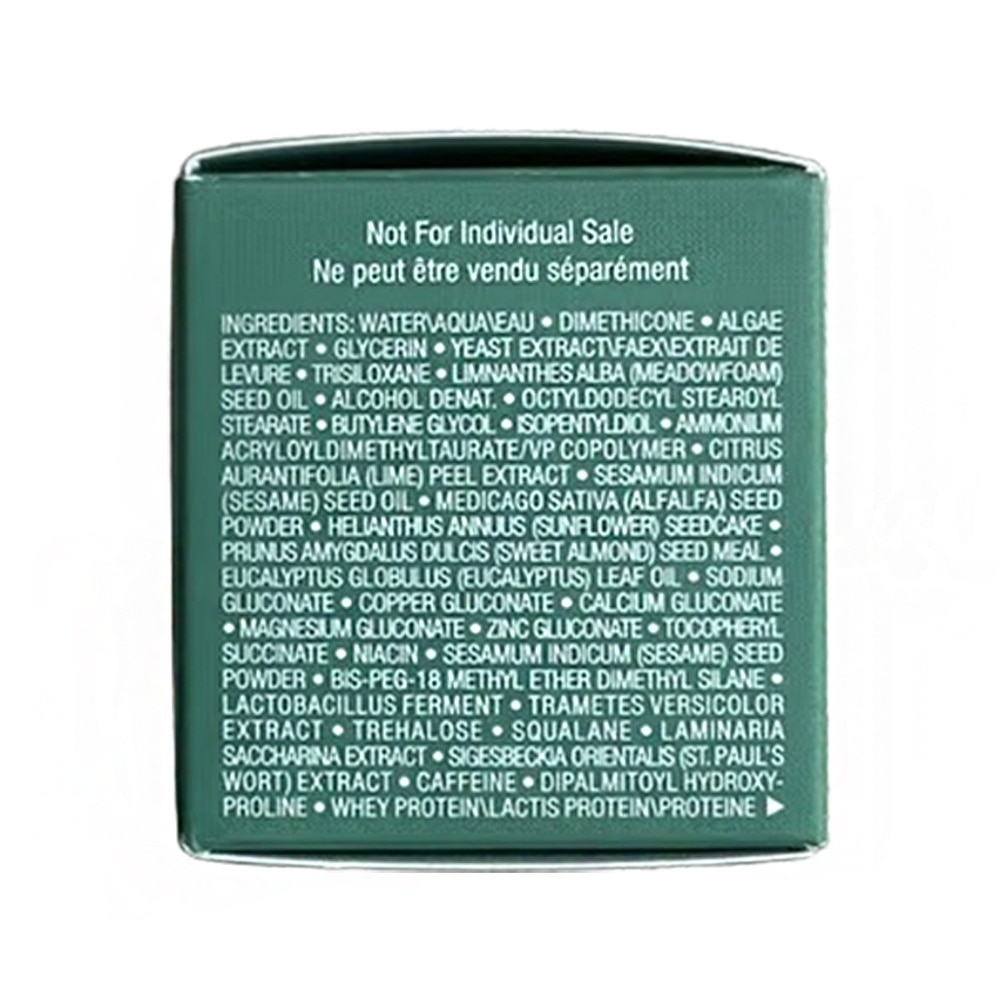 Not For Individual Sale
Ne peut être vendu séparément
INGREDIENTS: WATER\AQUA\EAU • DIMETHICONE • ALGAE
EXTRACT • GLYCERIN • YEAST EXTRACT\FAEX\EXTRAIT DE
LEVURE • TRISILOXANE • LIMNANTHES ALBA (MEADOWFOAM)
SEED OIL • ALCOHOL DENAT. • OCTYLDODECYL STEAROYL
STEARATE • BUTYLENE GLYCOL • ISOPENTYLDIOL • AMMONIUM
ACRYLOYLDIMETHYLTAURATE/VP COPOLYMER • CITRUS
AURANTIFOLIA (LIME) PEEL EXTRACT • SESAMUM INDICUM
(SESAME) SEED OIL • MEDICAGO SATIVA (ALFALFA) SEED
POWDER • HELIANTHUS ANNUUS (SUNFLOWER) SEEDCAKE •
PRUNUS AMYGDALUS DULCIS (SWEET ALMOND) SEED MEAL •
EUCALYPTUS GLOBULUS (EUCALYPTUS) LEAF OIL • SODIUM
GLUCONATE • COPPER GLUCONATE • CALCIUM GLUCONATE
• MAGNESIUM GLUCONATE • ZINC GLUCONATE • TOCOPHERYL
SUCCINATE • NIACIN • SESAMUM INDICUM (SESAME) SEED
POWDER • BIS-PEG-18 METHYL ETHER DIMETHYL SILANE •
LACTOBACILLUS FERMENT • TRAMETES VERSICOLOR
EXTRACT • TREHALOSE • SQUALANE • LAMINARIA
SACCHARINA EXTRACT • SIGESBECKIA ORIENTALIS (ST. PAUL'S
WORT) EXTRACT • CAFFEINE • DIPALMITOYL HYDROXY-
PROLINE • WHEY PROTEIN\LACTIS PROTEIN\PROTEINE ▶